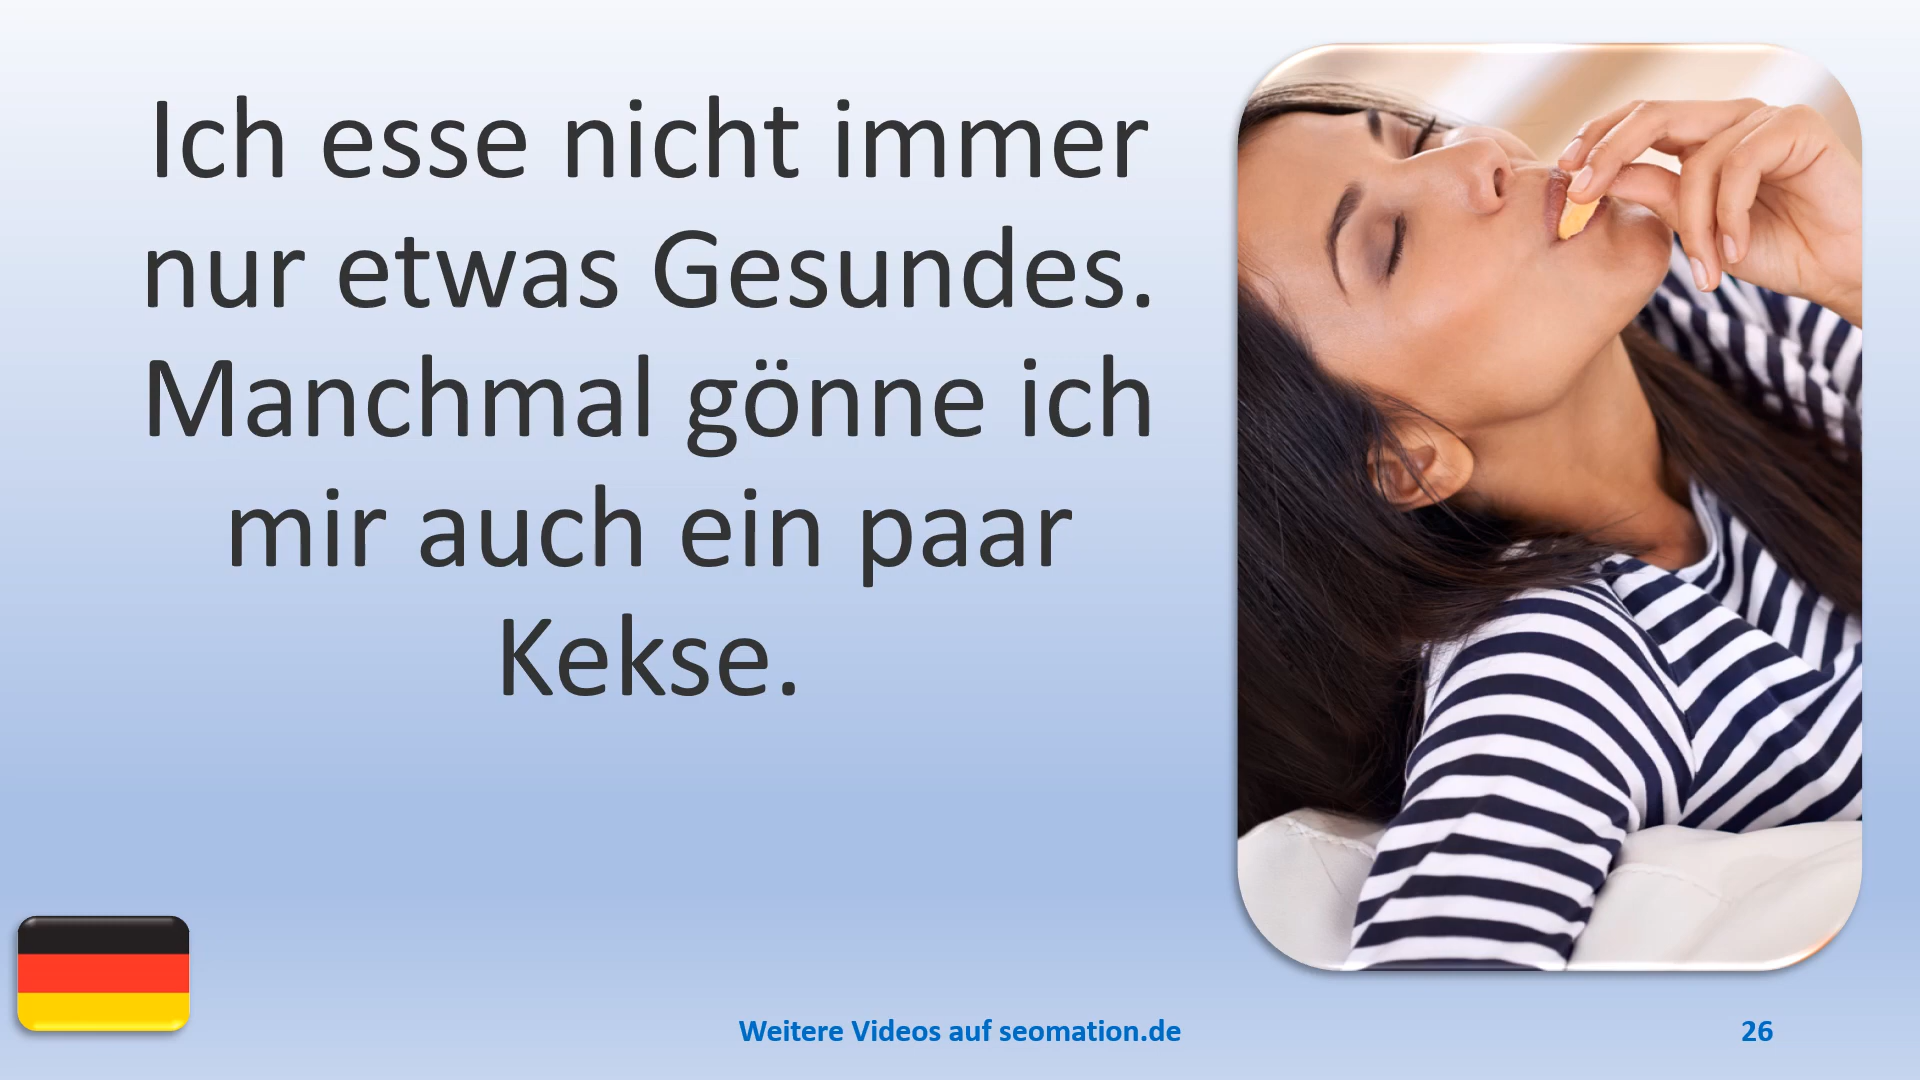 Ich esse nicht immer
nur etwas Gesundes.
Manchmal gönne ich
mir auch ein paar
Kekse.
Weitere Videos auf seomation.de
26